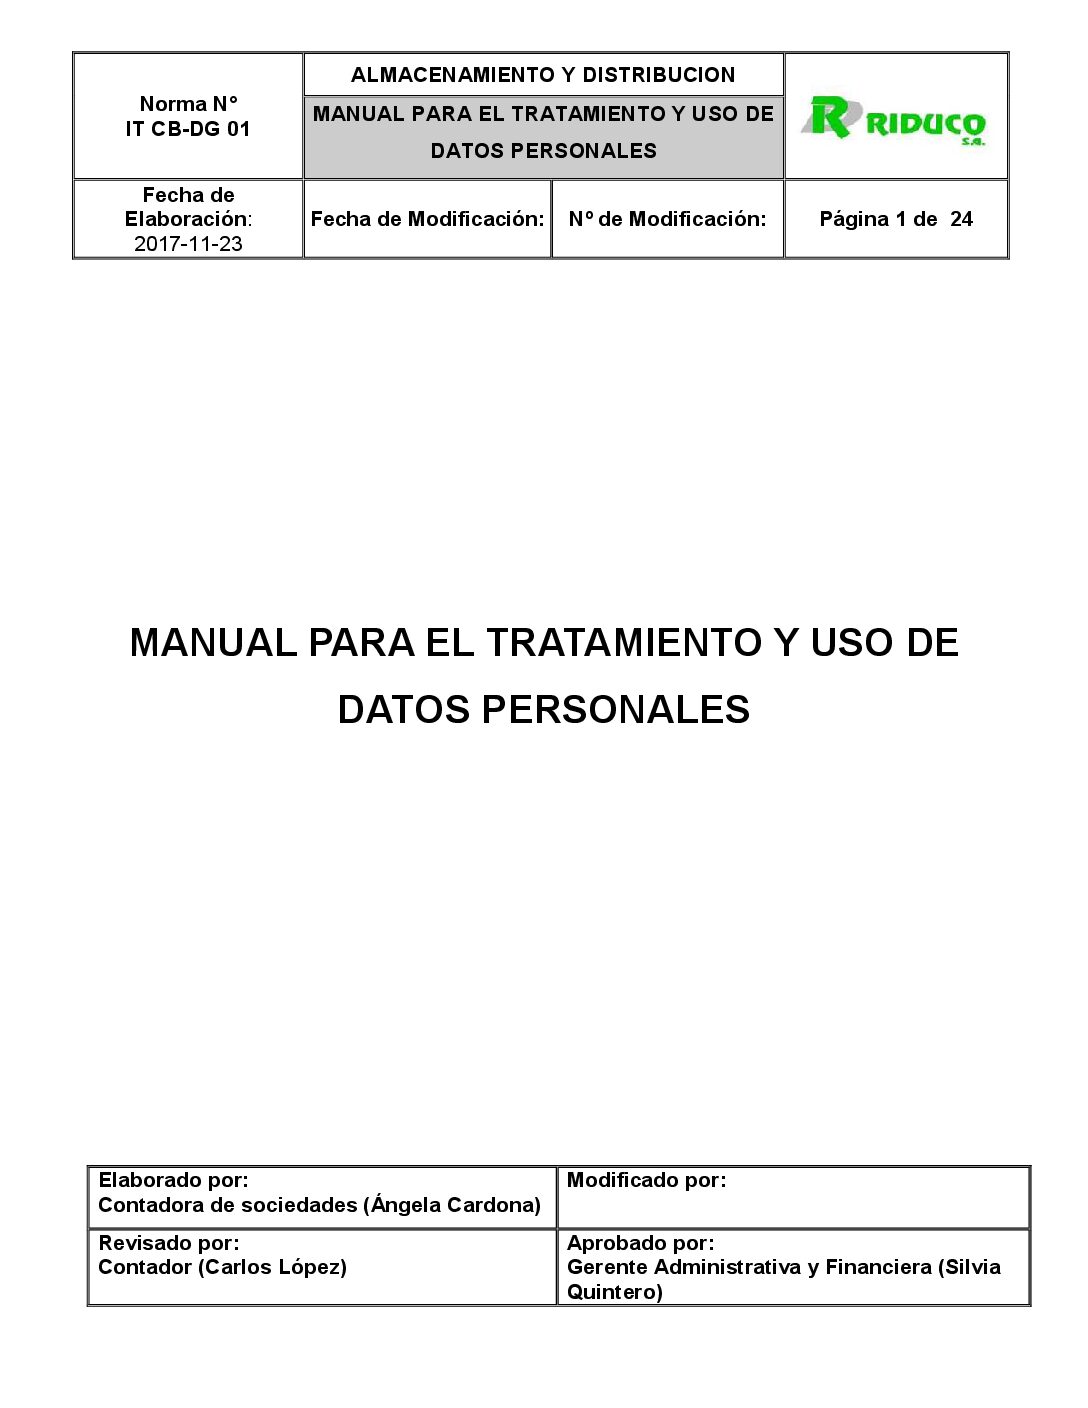 Norma N°
IT CB-DG 01
ALMACENAMIENTO Y DISTRIBUCION
MANUAL PARA EL TRATAMIENTO Y USO DE
DATOS PERSONALES
RIDUCO
s.a.
Fecha de
Elaboración:
2017-11-23
Fecha de Modificación:
Nº de Modificación:
Página 1 de 24
MANUAL PARA EL TRATAMIENTO Y USO DE
DATOS PERSONALES
Elaborado por:
Contadora de sociedades (Ángela Cardona)
Modificado por:
Revisado por:
Contador (Carlos López)
Aprobado por:
Gerente Administrativa y Financiera (Silvia
Quintero)